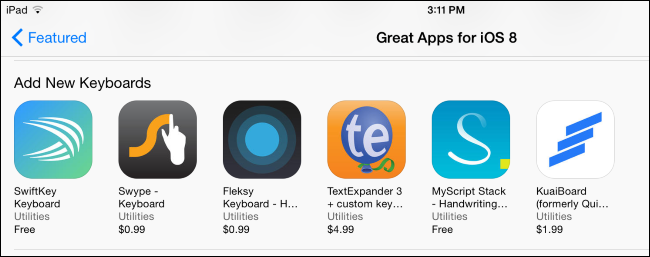 iPad 3:11 PM
Featured Great Apps for iOS 8
Add New Keyboards
te
SwiftKey Keyboard
Utilities
Free
Swype - Keyboard
Utilities
$0.99
Fleksy Keyboard - H...
Utilities
$0.99
TextExpander 3 + custom key...
Utilities
$4.99
MyScript Stack - Handwriting...
Utilities
Free
KuaiBoard (formerly Qui...
Utilities
$1.99